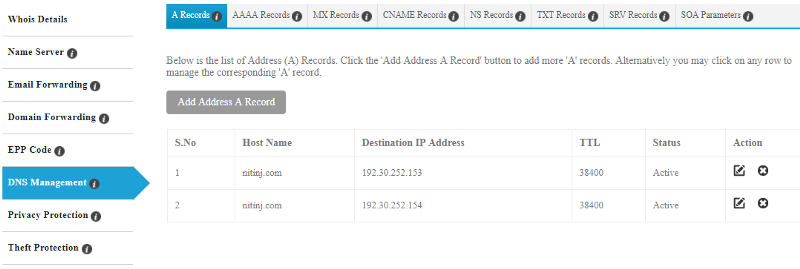 Whois Details
Name Server
Email Forwarding
Domain Forwarding
EPP Code
DNS Management
Privacy Protection
Theft Protection
A Records AAAA Records MX Records CNAME Records NS Records TXT Records SRV Records SOA Parameters
Below is the list of Address (A) Records. Click the 'Add Address A Record' button to add more 'A' records. Alternatively you may click on any row to
manage the corresponding 'A' record.
Add Address A Record
S.No Host Name Destination IP Address TTL Status Action
1 nitinj.com 192.30.252.153 38400 Active
2 nitinj.com 192.30.252.154 38400 Active